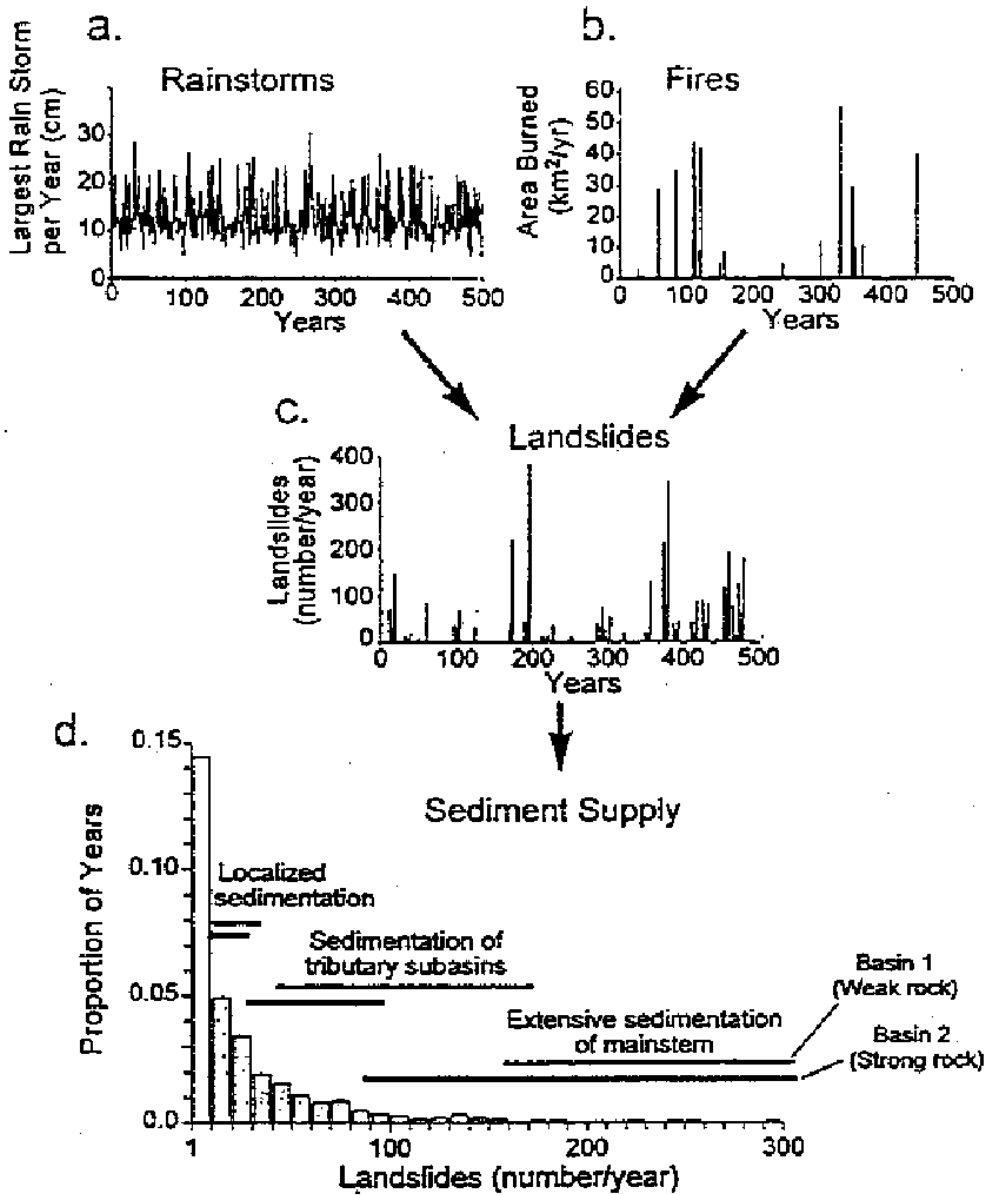 a.
Rainstorms
Largest Rain Storm
per Year (cm)
30
20
10
0
0 100 200 300 400 500
Years
b.
Fires
Area Burned
(km²/yr)
60
50
40
30
20
10
0
0 100 200 300 400 500
Years
c.
Landslides
Landslides
(number/year)
400
300
200
100
0
0 100 200 300 400 500
Years
d.
Sediment Supply
Proportion of Years
0.15
0.10
0.05
0.0
Localized
sedimentation
Sedimentation of
tributary subasins
Extensive sedimentation
of mainstem
Basin 1
(Weak rock)
Basin 2
(Strong rock)
1 100 200 300
Landslides (number/year)